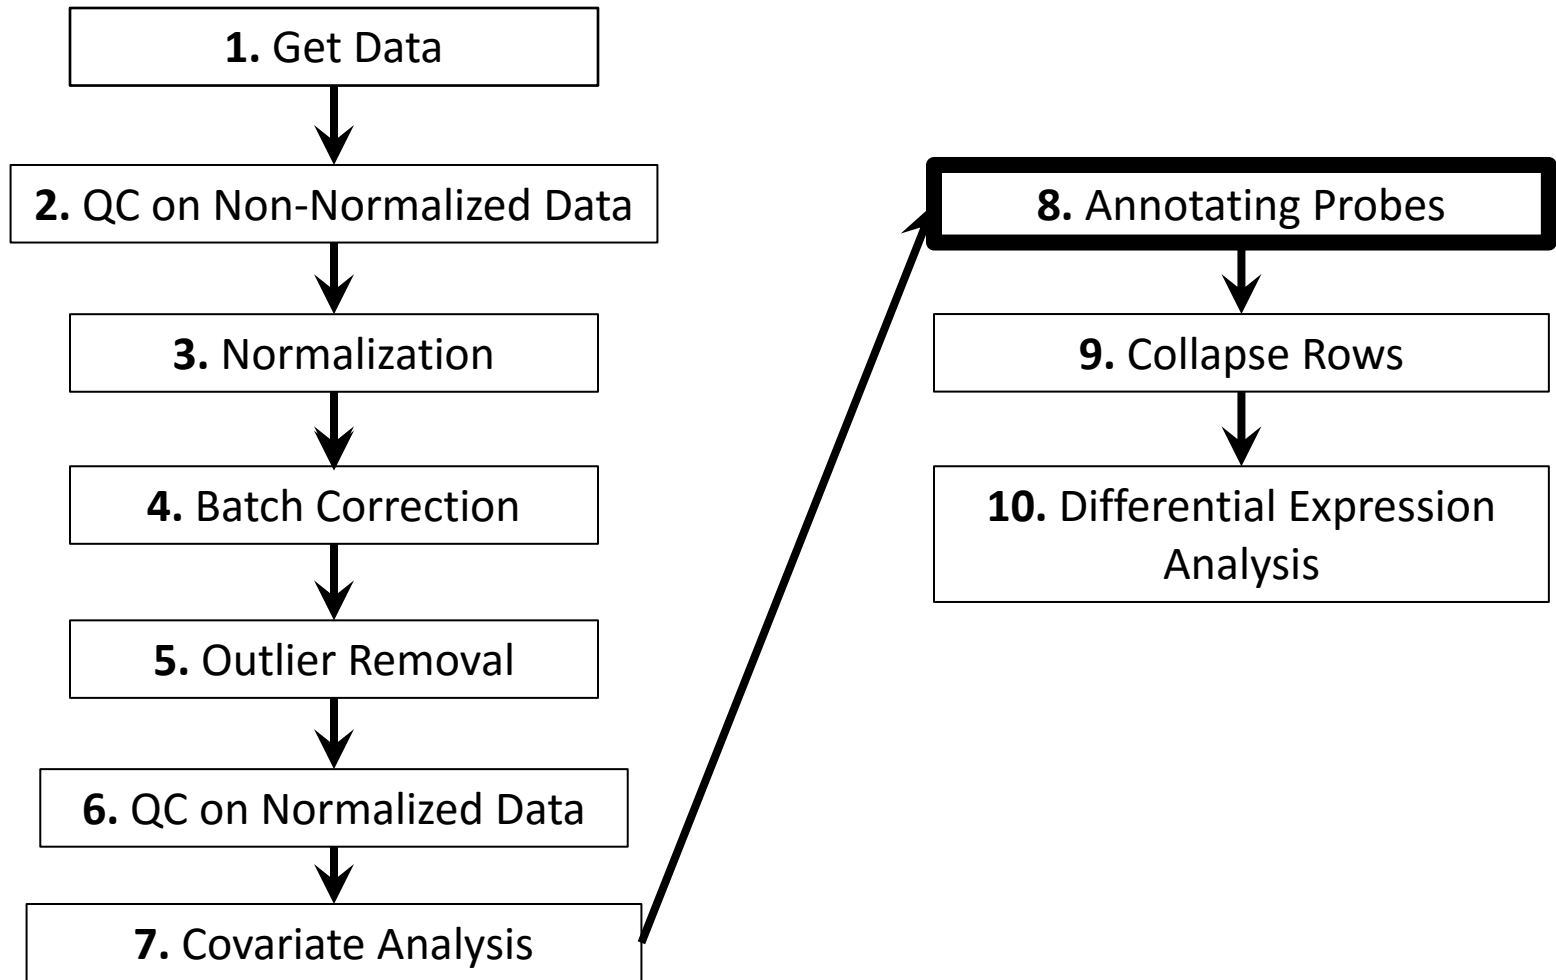 1. Get Data
2. QC on Non-Normalized Data
3. Normalization
4. Batch Correction
5. Outlier Removal
6. QC on Normalized Data
7. Covariate Analysis
8. Annotating Probes
9. Collapse Rows
10. Differential Expression
Analysis